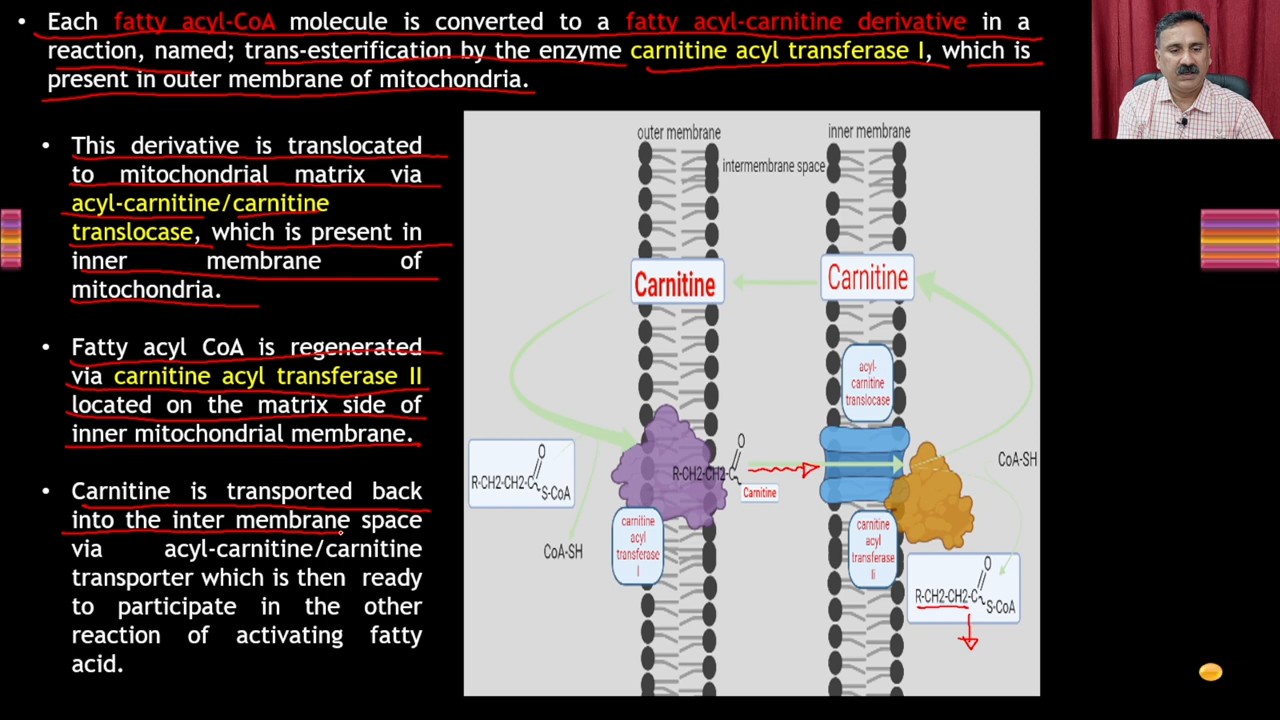 • Each fatty acyl-CoA molecule is converted to a fatty acyl-carnitine derivative in a
reaction, named; trans-esterification by the enzyme carnitine acyl transferase I, which is
present in outer membrane of mitochondria.
• This derivative is translocated
to mitochondrial matrix via
acyl-carnitine/carnitine
translocase, which is present in
inner membrane of
mitochondria.
• Fatty acyl CoA is regenerated
via carnitine acyl transferase II
located on the matrix side of
inner mitochondrial membrane.
• Carnitine is transported back
into the inter membrane space
via acyl-carnitine/carnitine
transporter which is then ready
to participate in the other
reaction of activating fatty
acid.
outer membrane
inner membrane
intermembrane space
Carnitine
Carnitine
acyl-
carnitine
translocase
O
R-CH2-CH2-C
S-CoA
O
R-CH2-CH2-C
Carnitine
CoA-SH
CoA-SH
carnitine
acyl
transferase
I
carnitine
acyl
transferase
Ii
O
R-CH2-CH2-C
S-CoA